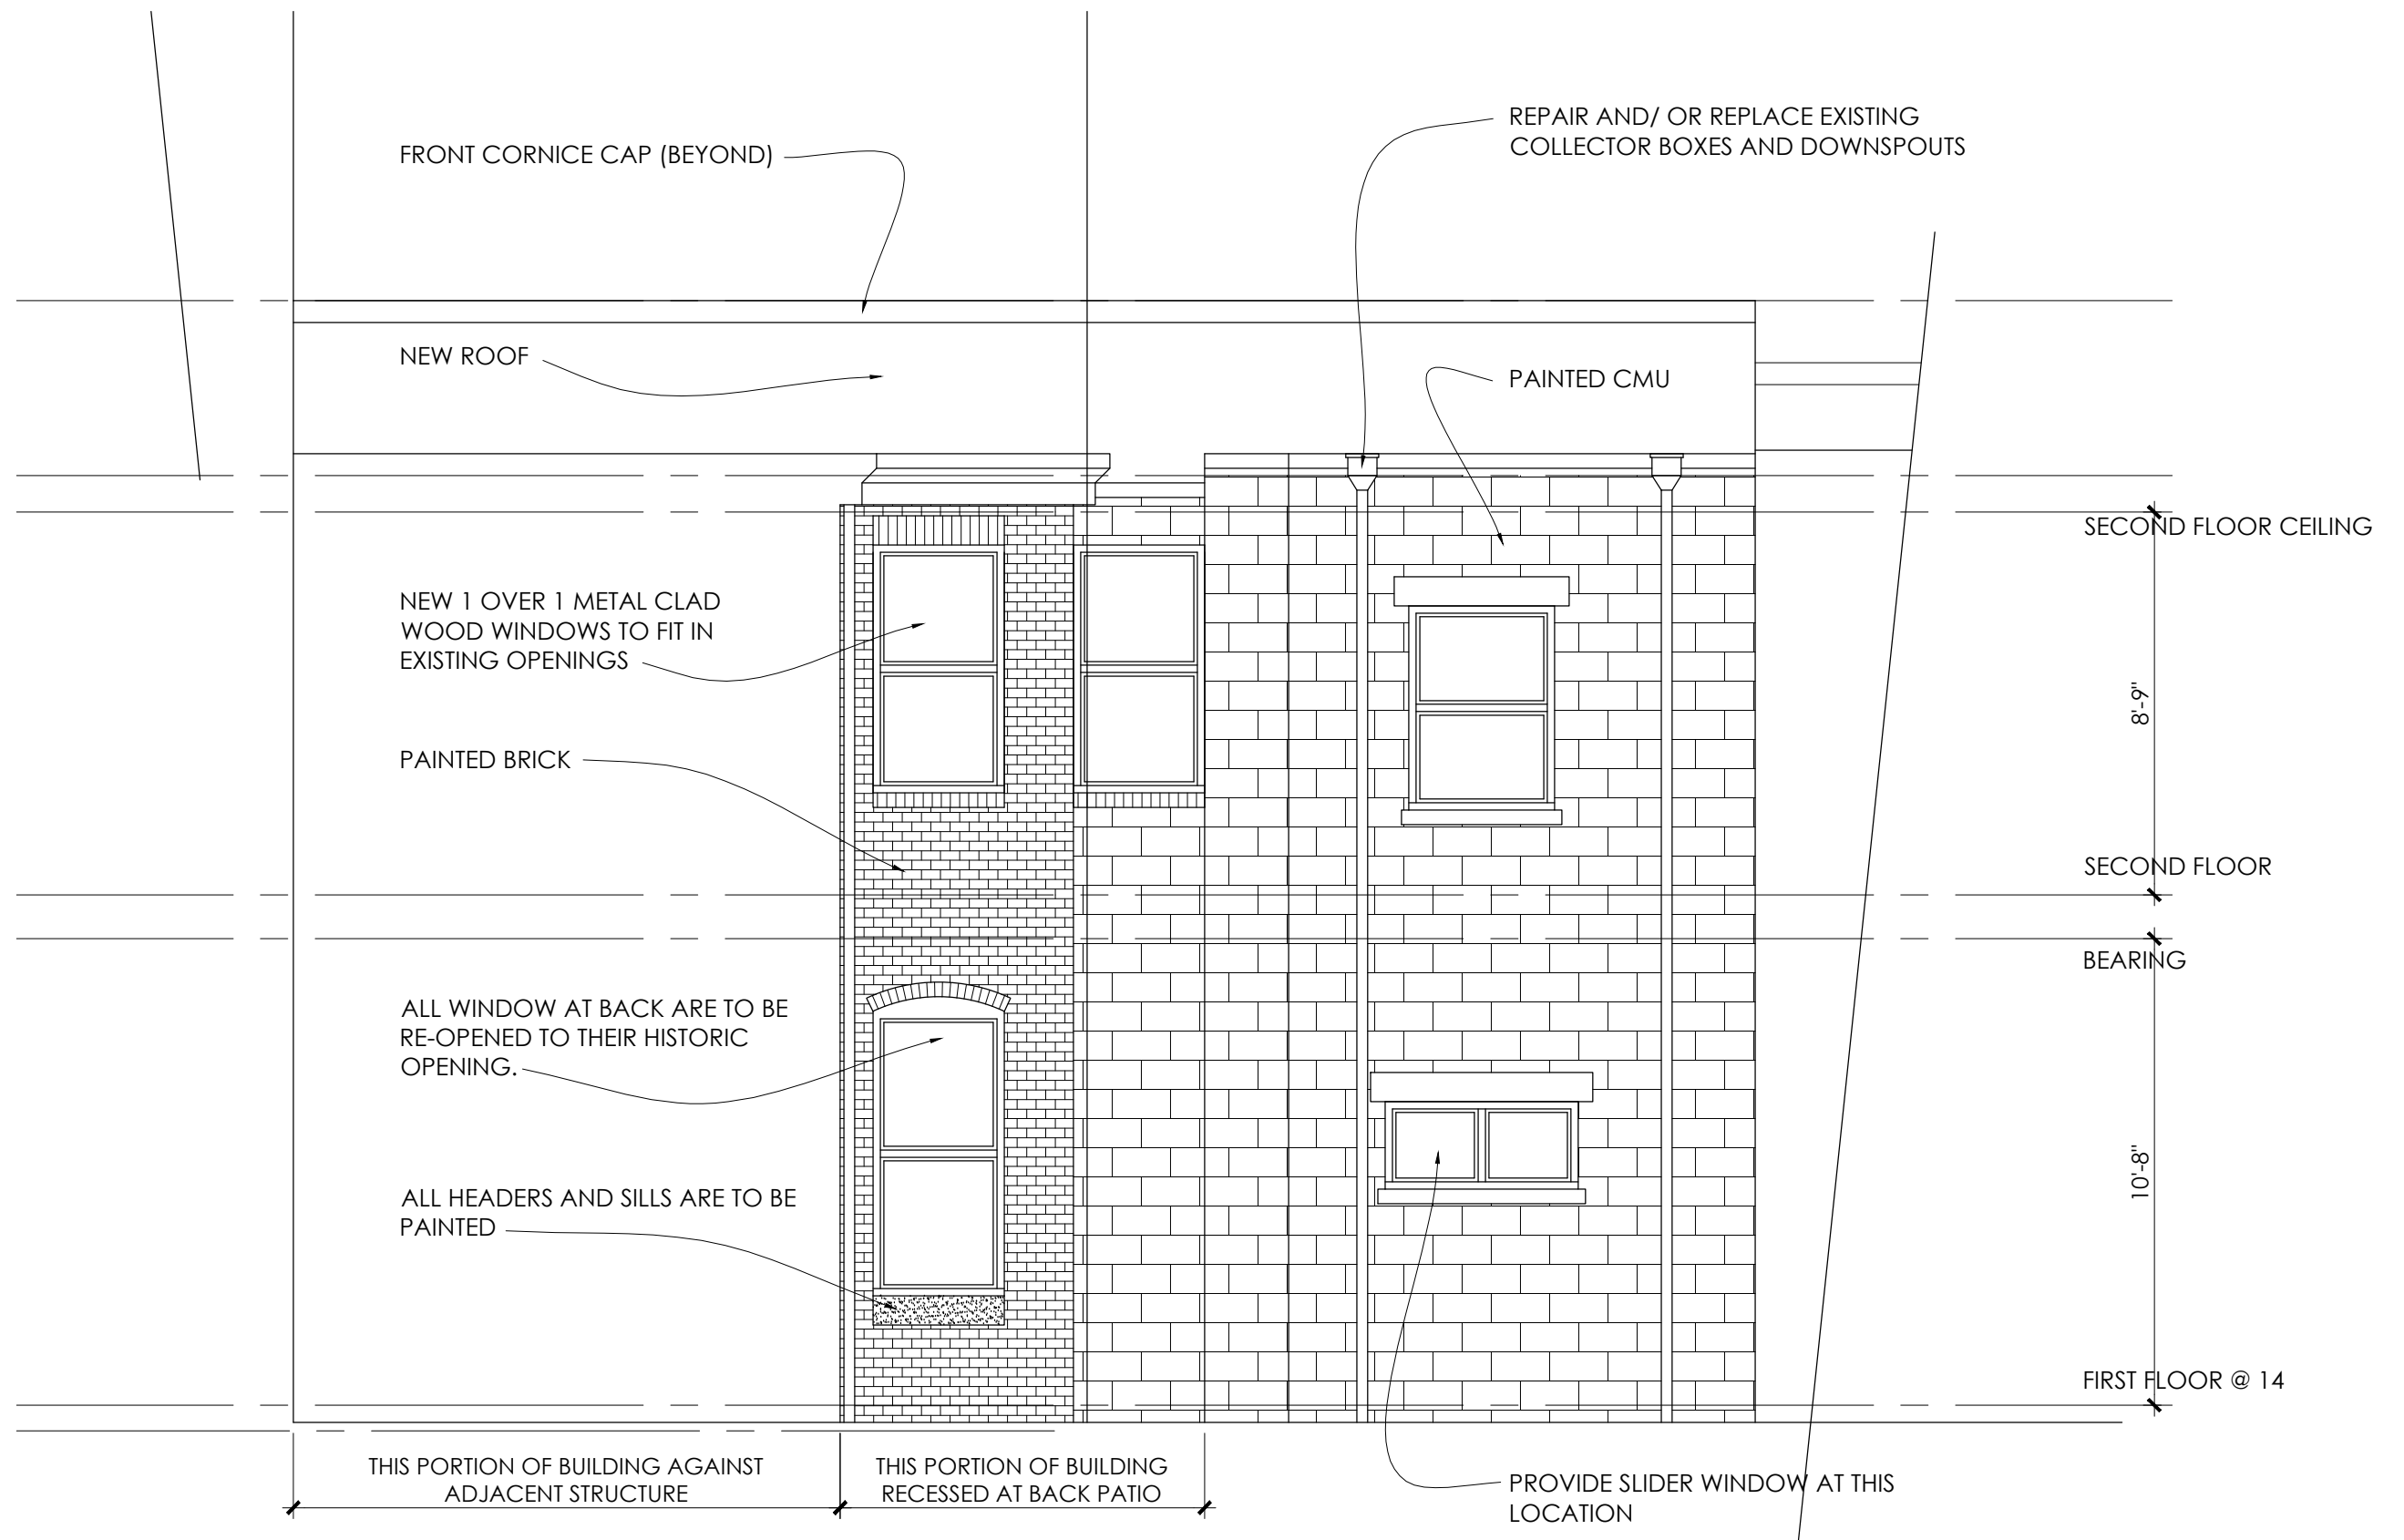 REPAIR AND/ OR REPLACE EXISTING
COLLECTOR BOXES AND DOWNSPOUTS
FRONT CORNICE CAP (BEYOND)
NEW ROOF
PAINTED CMU
SECOND FLOOR CEILING
NEW 1 OVER 1 METAL CLAD
WOOD WINDOWS TO FIT IN
EXISTING OPENINGS
8'-9"
PAINTED BRICK
SECOND FLOOR
BEARING
ALL WINDOW AT BACK ARE TO BE
RE-OPENED TO THEIR HISTORIC
OPENING.
10'-8"
ALL HEADERS AND SILLS ARE TO BE
PAINTED
FIRST FLOOR @ 14
THIS PORTION OF BUILDING AGAINST
ADJACENT STRUCTURE
THIS PORTION OF BUILDING
RECESSED AT BACK PATIO
PROVIDE SLIDER WINDOW AT THIS
LOCATION